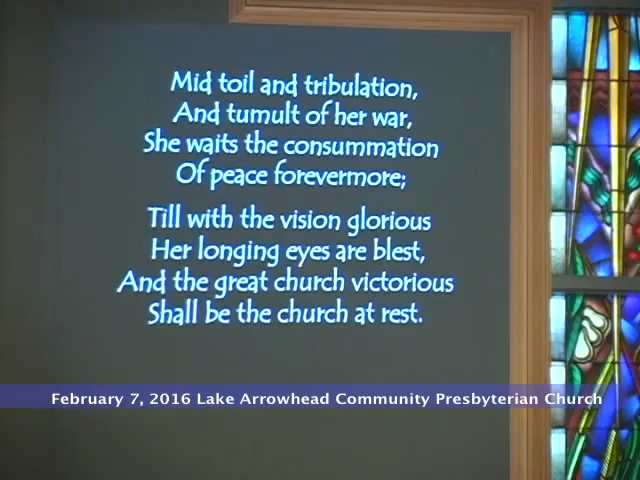 Mid toil and tribulation,
And tumult of her war,
She waits the consummation
Of peace forevermore;
Till with the vision glorious
Her longing eyes are blest,
And the great church victorious
Shall be the church at rest.
February 7, 2016 Lake Arrowhead Community Presbyterian Church